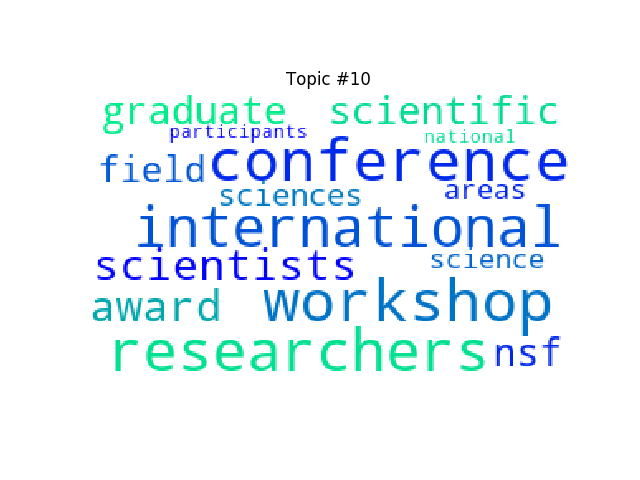 Topic #10
graduate scientific
participants national
conference
field
sciences areas
international
scientists science
award workshop
researchers nsf